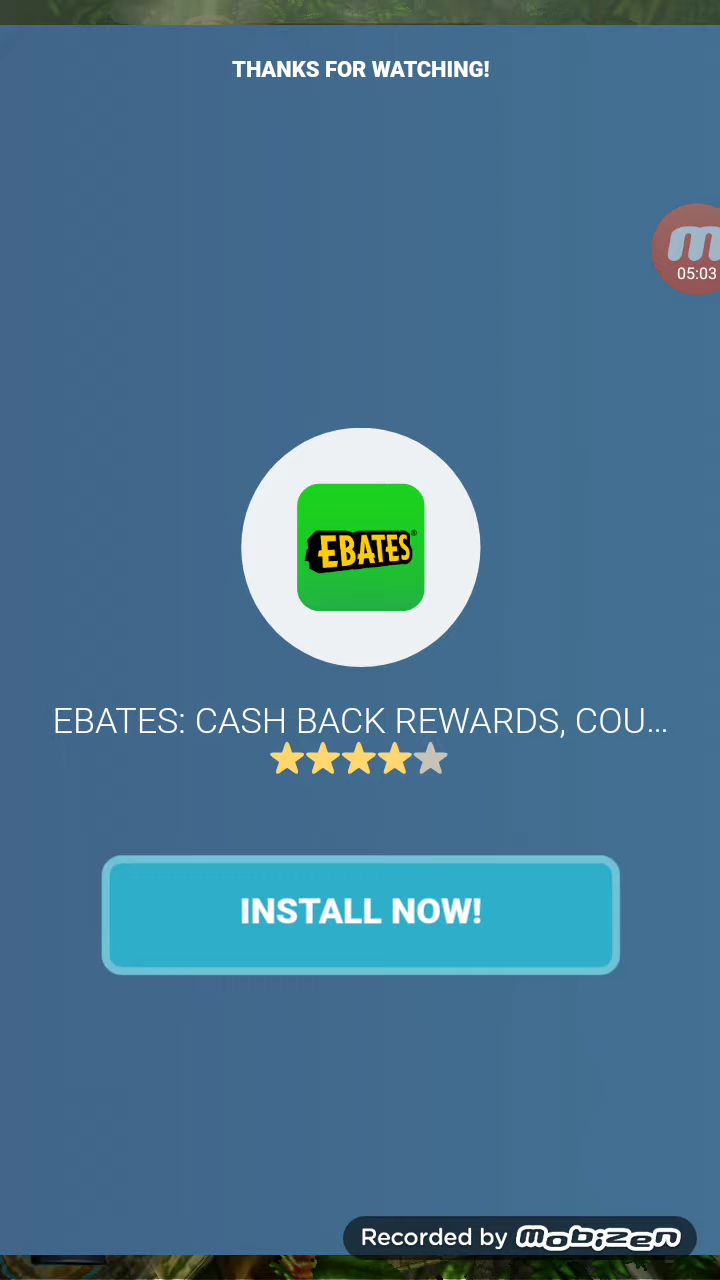 THANKS FOR WATCHING!
m
05:03
EBATES®
EBATES: CASH BACK REWARDS, COU...
INSTALL NOW!
Recorded by mobizen